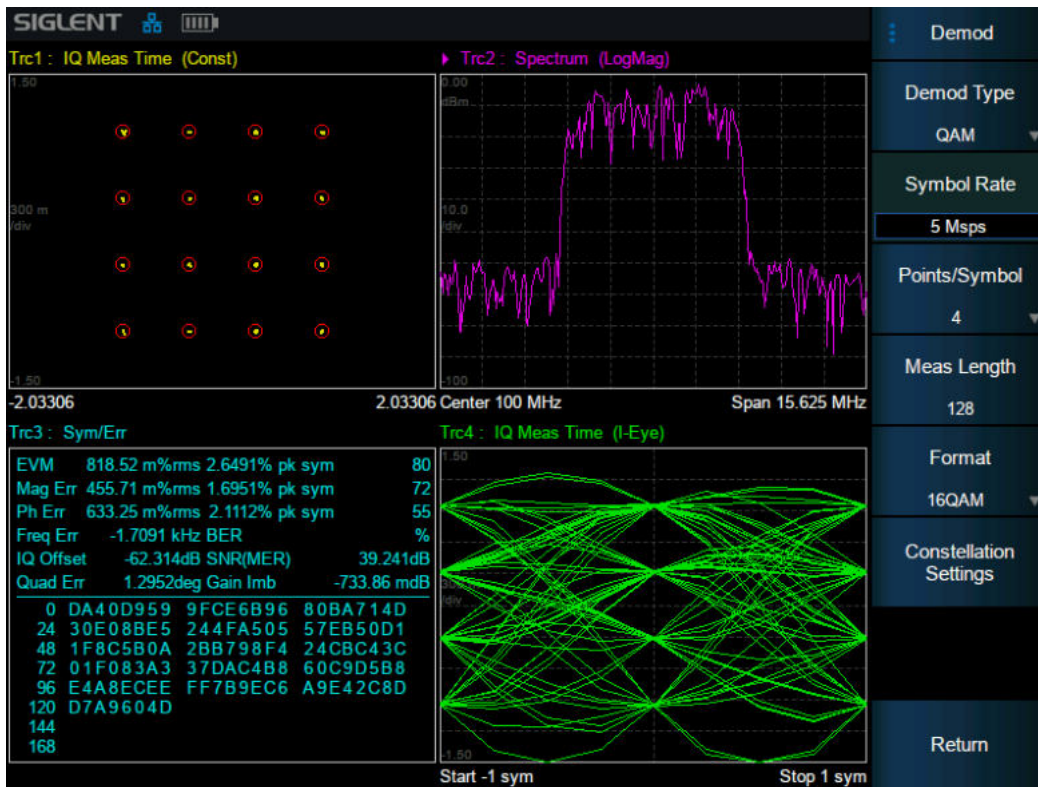 SIGLENT
Trc1 : IQ Meas Time (Const)
1.50
300 m
/div
-1.50
-2.03306
2.03306
Trc2 : Spectrum (LogMag)
0.00
dBm
10.0
/div
-100
Center 100 MHz
Span 15.625 MHz
Trc3 : Sym/Err
EVM 818.52 m%rms 2.6491% pk sym 80
Mag Err 455.71 m%rms 1.6951% pk sym 72
Ph Err 633.25 m%rms 2.1112% pk sym 55
Freq Err -1.7091 kHz BER %
IQ Offset -62.314dB SNR(MER) 39.241dB
Quad Err 1.2952deg Gain Imb -733.86 mdB
0 DA40D959 9FCE6B96 80BA714D
24 30E08BE5 244FA505 57EB50D1
48 1F8C5B0A 2BB798F4 24CBC43C
72 01F083A3 37DAC4B8 60C9D5B8
96 E4A8ECEE FF7B9EC6 A9E42C8D
120 D7A9604D
144
168
Trc4 : IQ Meas Time (I-Eye)
1.50
/div
-1.50
Start -1 sym
Stop 1 sym
Demod
Demod Type
QAM
Symbol Rate
5 Msps
Points/Symbol
4
Meas Length
128
Format
16QAM
Constellation
Settings
Return